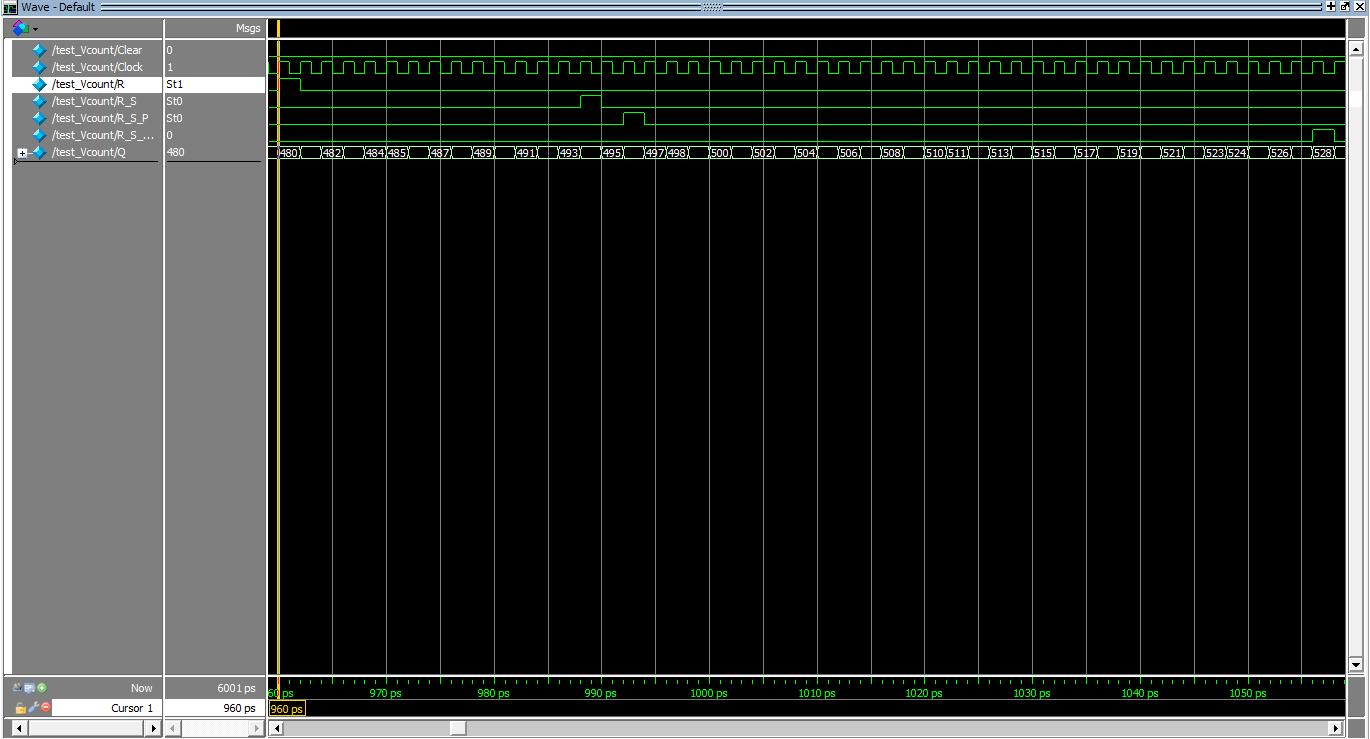 Wave - Default
Msgs
/test_Vcount/Clear 0
/test_Vcount/Clock 1
/test_Vcount/R St1
/test_Vcount/R_S St0
/test_Vcount/R_S_P St0
/test_Vcount/R_S_... 0
/test_Vcount/Q 480 480 482 484 485 487 489 491 493 495 497 498 500 502 504 506 508 510 511 513 515 517 519 521 523 524 526 528
Now 6001 ps 60 ps 970 ps 980 ps 990 ps 1000 ps 1010 ps 1020 ps 1030 ps 1040 ps 1050 ps
Cursor 1 960 ps 960 ps